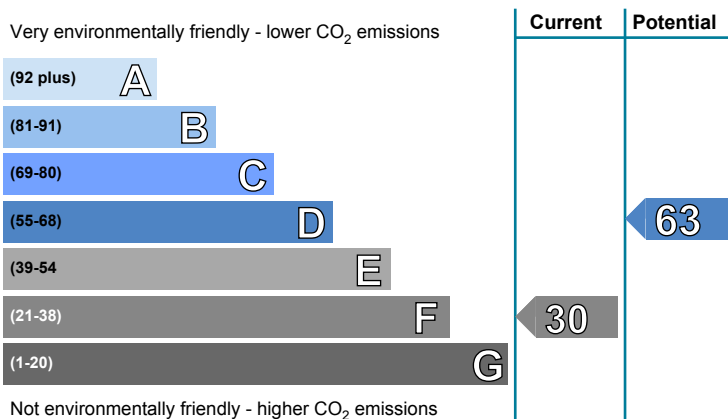 Very environmentally friendly - lower CO2 emissions
Current
Potential
(92 plus) A
(81-91) B
(69-80) C
(55-68) D
63
(39-54 E
(21-38) F
30
(1-20) G
Not environmentally friendly - higher CO2 emissions